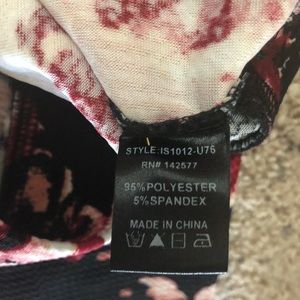 STYLE:IS1012-U76
RN# 142577
95%POLYESTER
5%SPANDEX
MADE IN CHINA